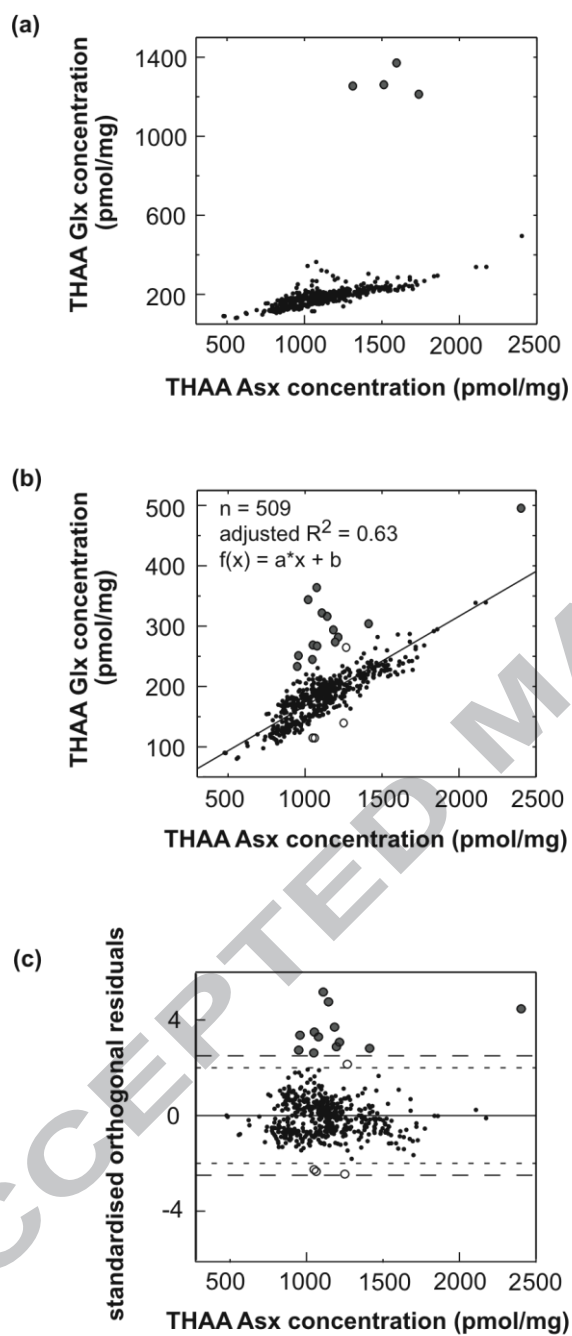 (a)
THAA Glx concentration
(pmol/mg)
1400
1000
600
200
500 1000 1500 2000 2500
THAA Asx concentration (pmol/mg)
(b)
THAA Glx concentration
(pmol/mg)
500
400
300
200
100
n = 509
adjusted R² = 0.63
f(x) = a*x + b
500 1000 1500 2000 2500
THAA Asx concentration (pmol/mg)
(c)
standardised orthogonal residuals
4
0
-4
500 1000 1500 2000 2500
THAA Asx concentration (pmol/mg)
CCEPTED MA